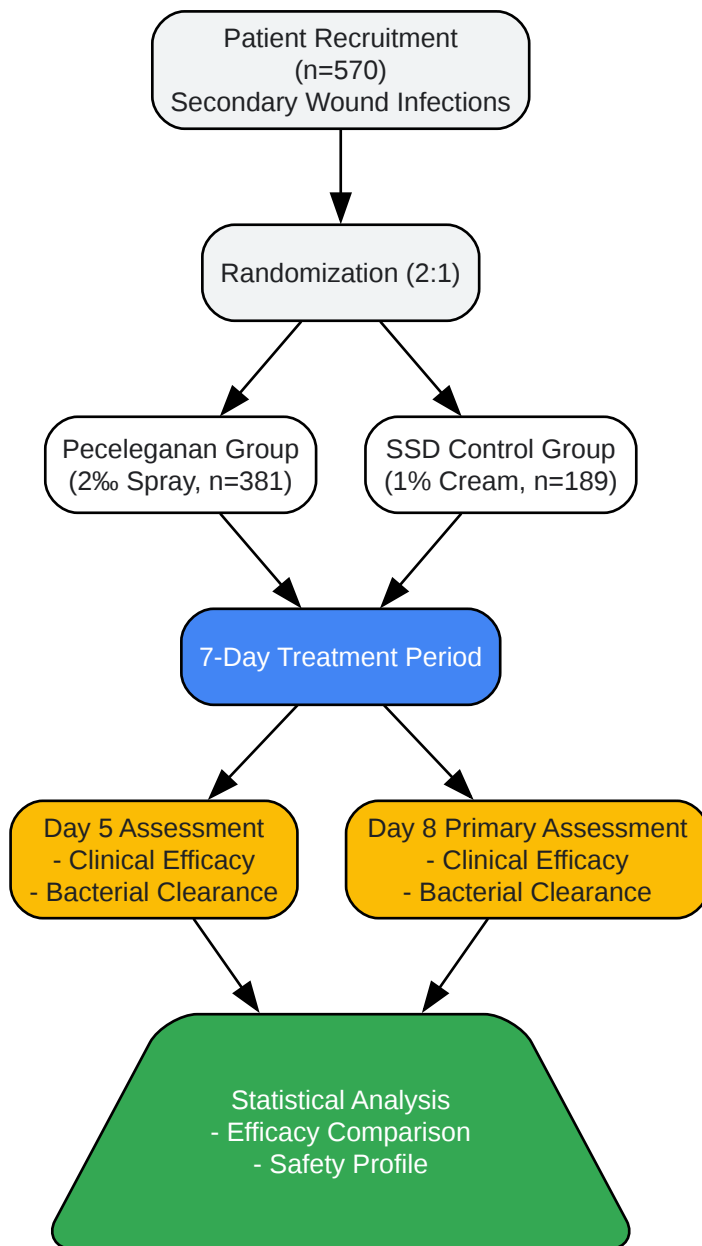 Patient Recruitment
(n=570)
Secondary Wound Infections
Randomization (2:1)
Peceleganan Group
(2‰ Spray, n=381)
SSD Control Group
(1% Cream, n=189)
7-Day Treatment Period
Day 5 Assessment
- Clinical Efficacy
- Bacterial Clearance
Day 8 Primary Assessment
- Clinical Efficacy
- Bacterial Clearance
Statistical Analysis
- Efficacy Comparison
- Safety Profile